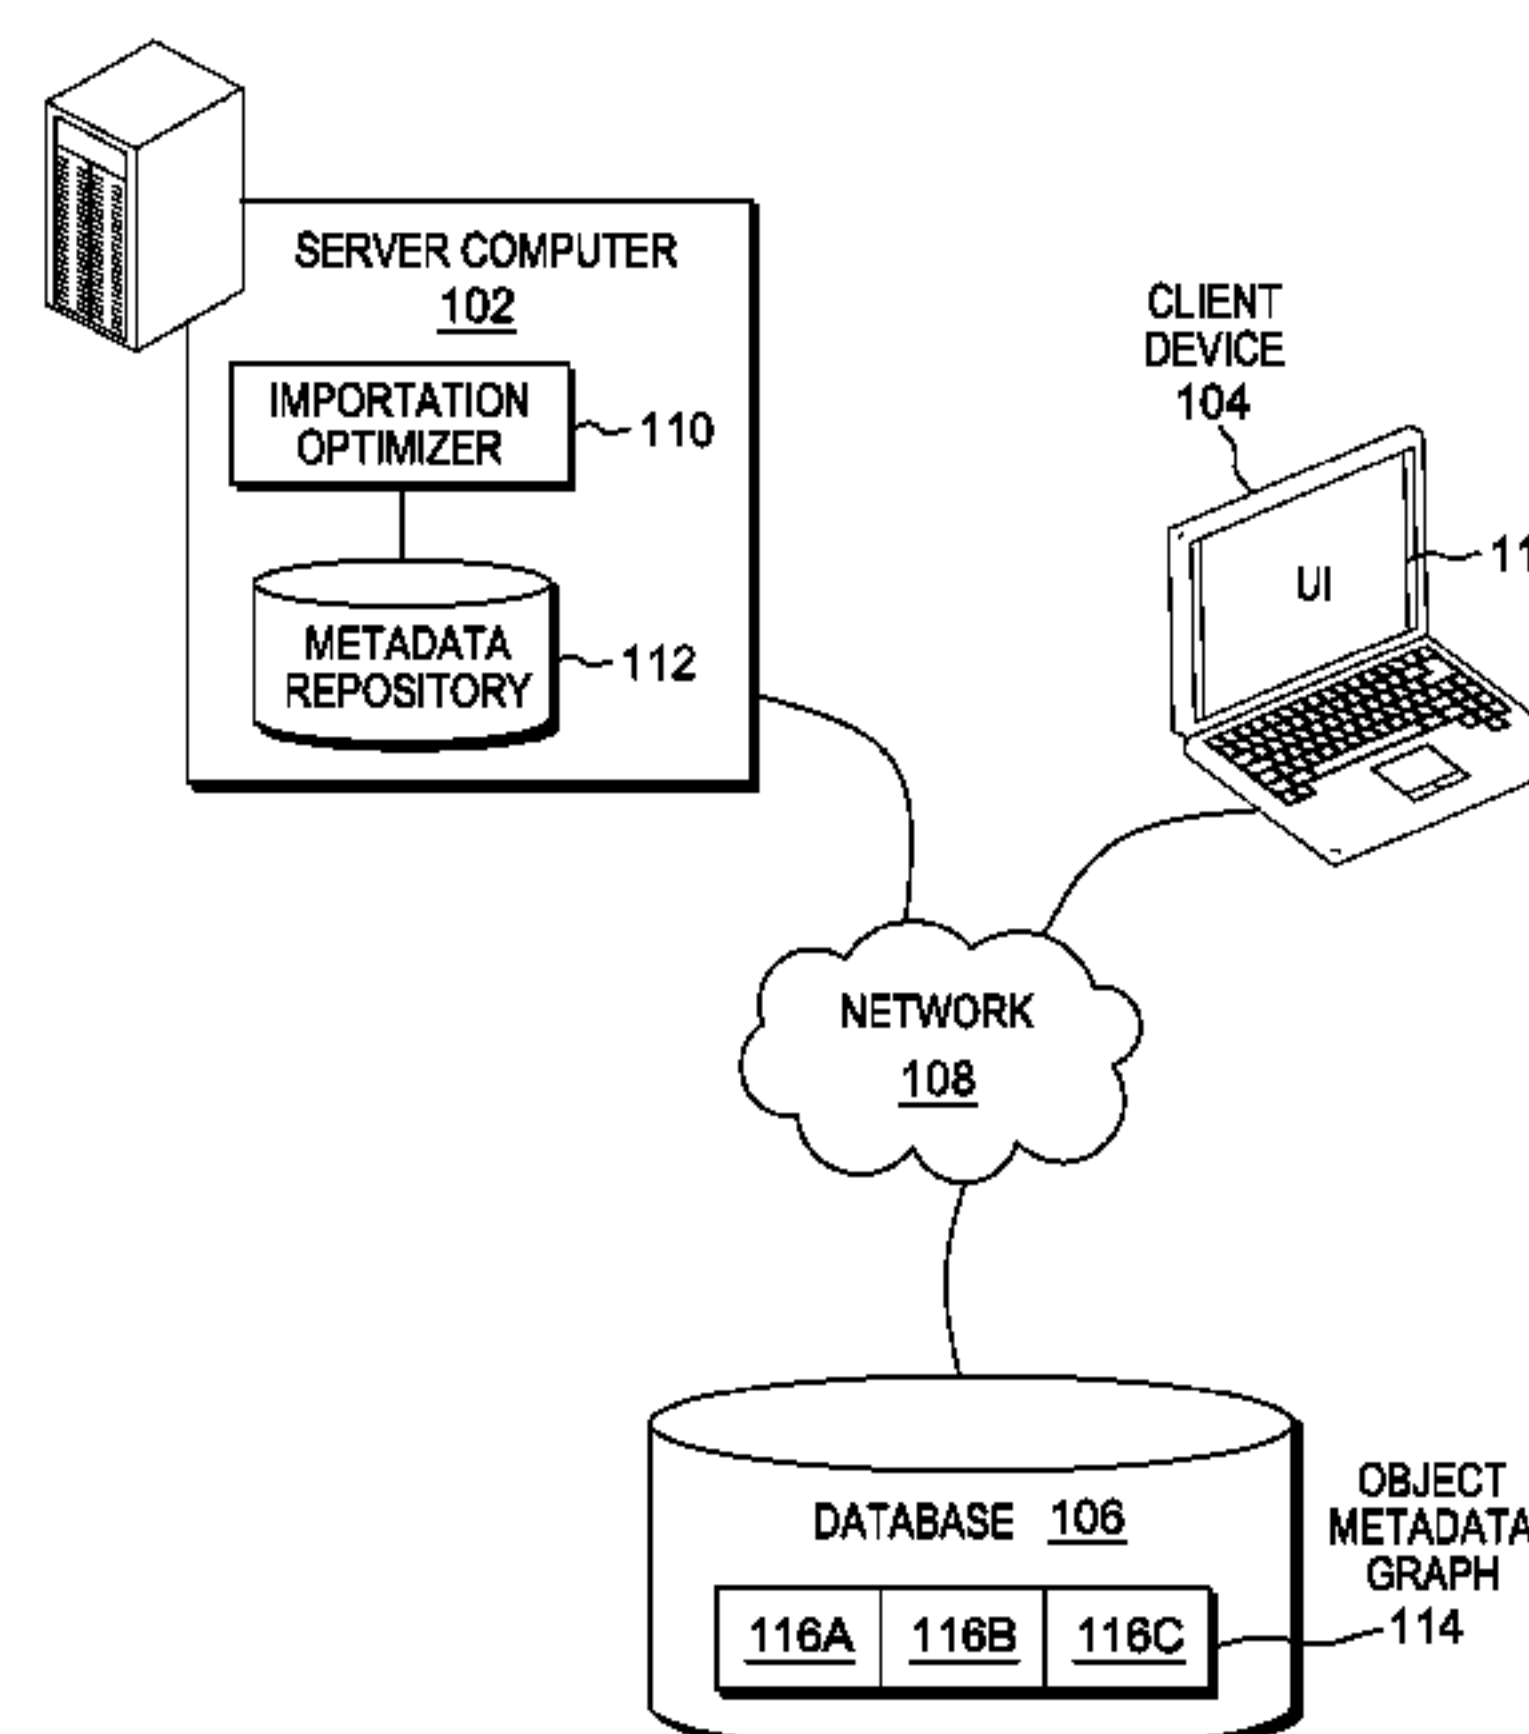 SERVER COMPUTER
102
IMPORTATION
OPTIMIZER
110
METADATA
REPOSITORY
112
CLIENT
DEVICE
104
UI
NETWORK
108
DATABASE 106
116A 116B 116C
OBJECT
METADATA
GRAPH
114